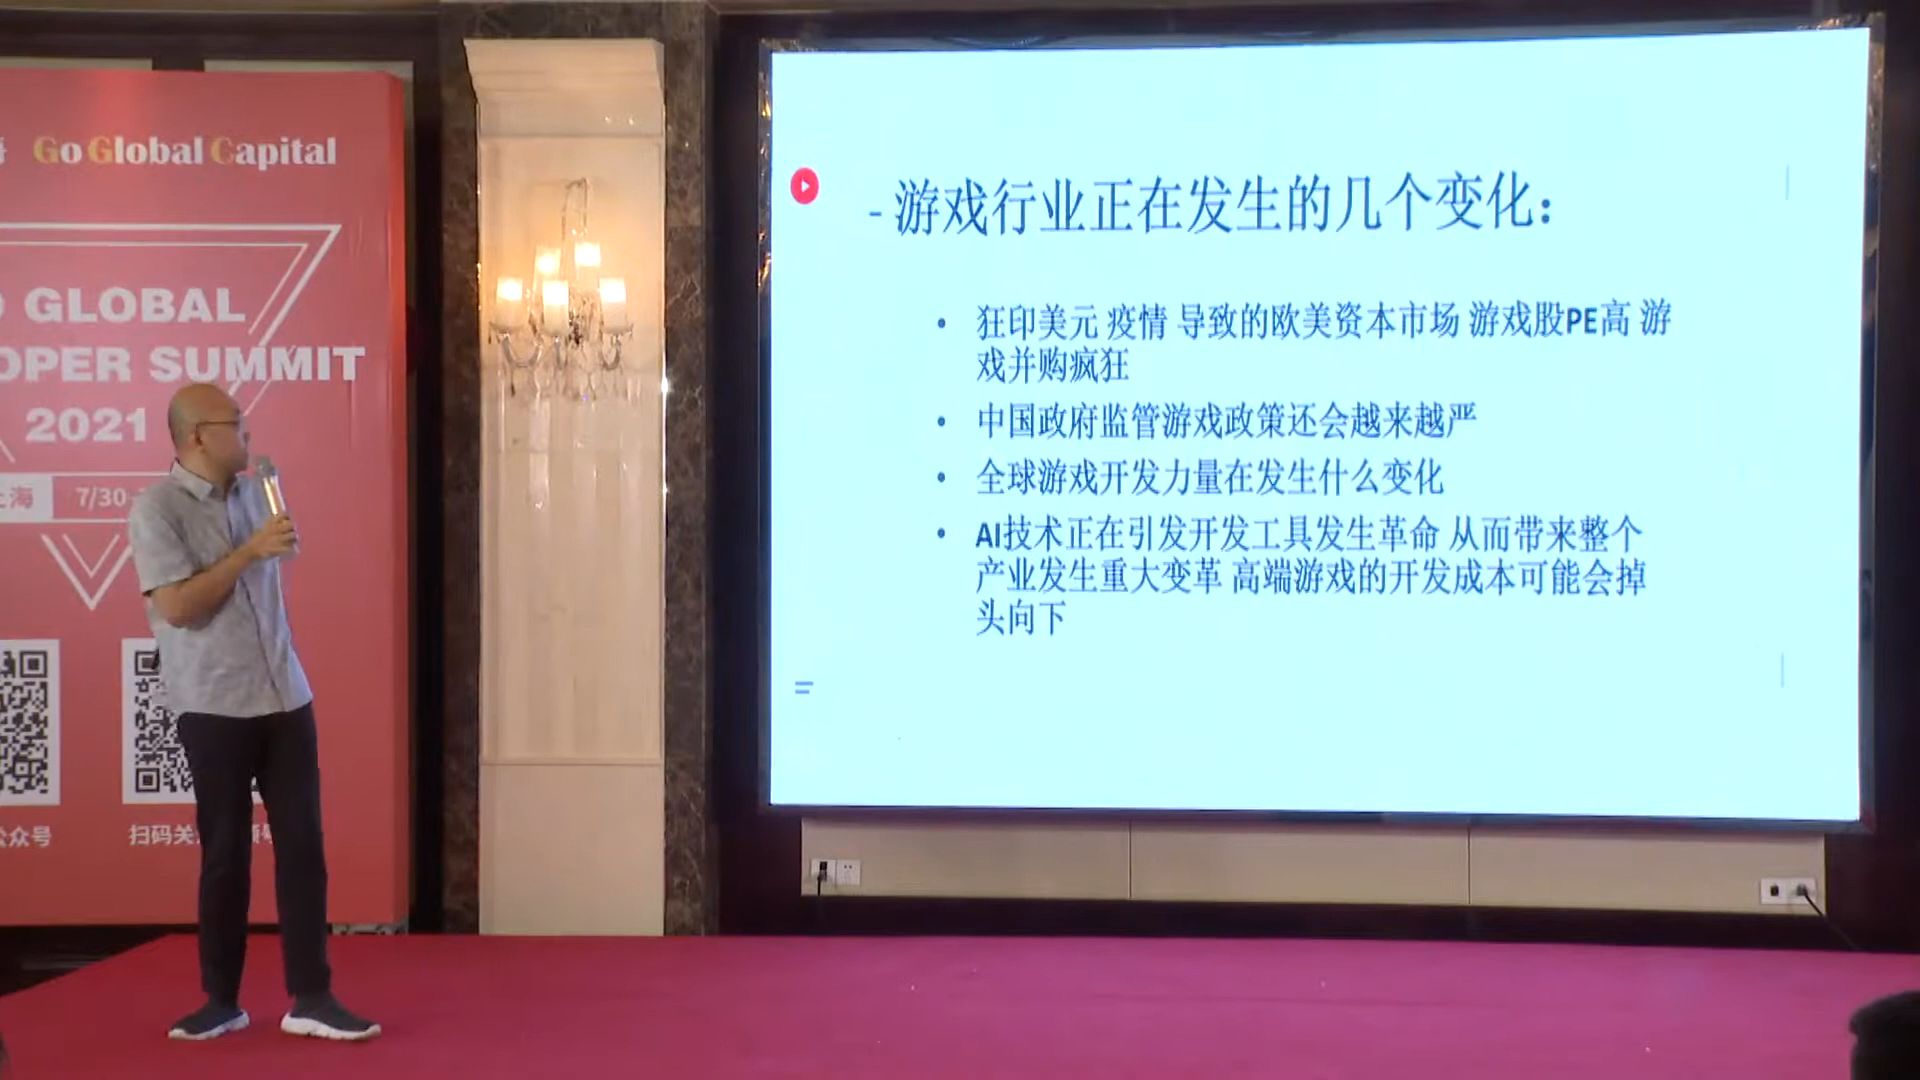 Go Global Capital
GLOBAL
OPER SUMMIT
2021
海
7/30
众号
扫码关
- 游戏行业正在发生的几个变化：
• 狂印美元 疫情 导致的欧美资本市场 游戏股PE高 游
戏并购疯狂
• 中国政府监管游戏政策还会越来越严
• 全球游戏开发力量在发生什么变化
• AI技术正在引发开发工具发生革命 从而带来整个
产业发生重大变革 高端游戏的开发成本可能会掉
头向下